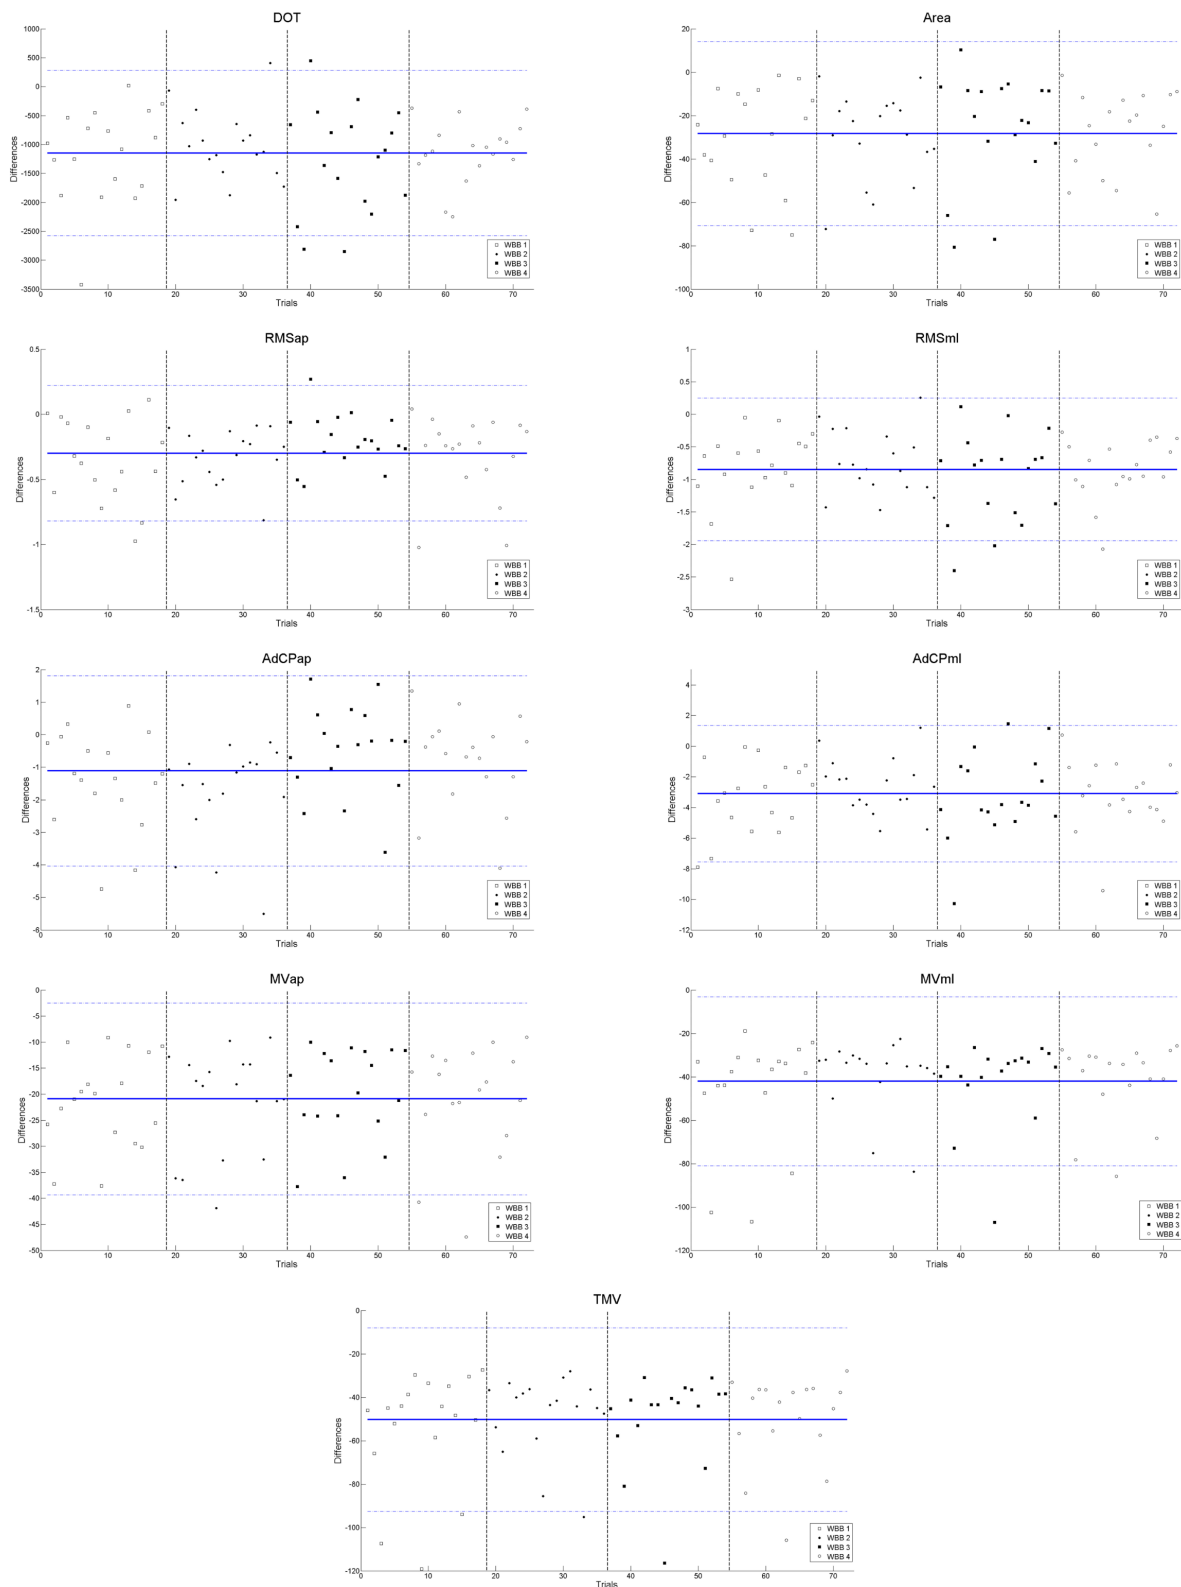 DOT
1000
500
0
-500
-1000
-1500
-2000
-2500
-3000
-3500
Differences
0 10 20 30 40 50 60 70
Trials
WBB 1
WBB 2
WBB 3
WBB 4
Area
20
0
-20
-40
-60
-80
-100
Differences
0 10 20 30 40 50 60 70
Trials
WBB 1
WBB 2
WBB 3
WBB 4
RMSap
0.5
0
-0.5
-1
-1.5
Differences
0 10 20 30 40 50 60 70
Trials
WBB 1
WBB 2
WBB 3
WBB 4
RMSml
1
0.5
0
-0.5
-1
-1.5
-2
-2.5
-3
Differences
0 10 20 30 40 50 60 70
Trials
WBB 1
WBB 2
WBB 3
WBB 4
AdCPap
2
1
0
-1
-2
-3
-4
-5
-6
Differences
0 10 20 30 40 50 60 70
Trials
WBB 1
WBB 2
WBB 3
WBB 4
AdCPml
4
2
0
-2
-4
-6
-8
-10
-12
Differences
0 10 20 30 40 50 60 70
Trials
WBB 1
WBB 2
WBB 3
WBB 4
MVap
0
-5
-10
-15
-20
-25
-30
-35
-40
-45
-50
Differences
0 10 20 30 40 50 60 70
Trials
WBB 1
WBB 2
WBB 3
WBB 4
MVml
0
-20
-40
-60
-80
-100
-120
Differences
0 10 20 30 40 50 60 70
Trials
WBB 1
WBB 2
WBB 3
WBB 4
TMV
0
-20
-40
-60
-80
-100
-120
Differences
0 10 20 30 40 50 60 70
Trials
WBB 1
WBB 2
WBB 3
WBB 4